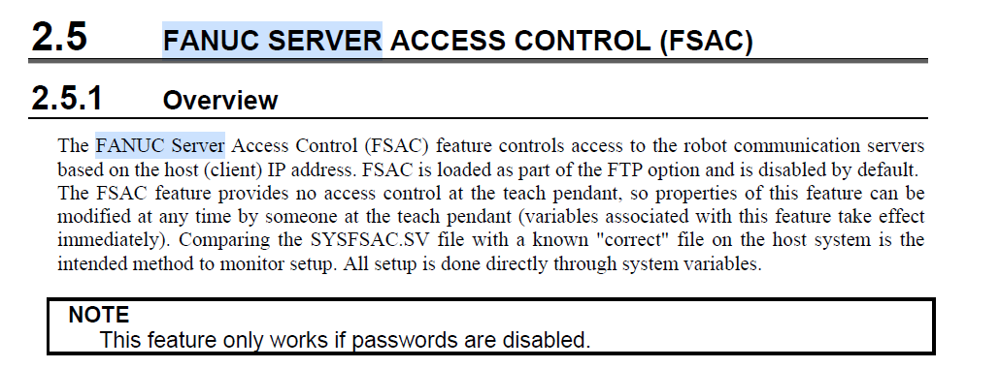 2.5 FANUC SERVER ACCESS CONTROL (FSAC)
2.5.1 Overview
The FANUC Server Access Control (FSAC) feature controls access to the robot communication servers
based on the host (client) IP address. FSAC is loaded as part of the FTP option and is disabled by default.
The FSAC feature provides no access control at the teach pendant, so properties of this feature can be
modified at any time by someone at the teach pendant (variables associated with this feature take effect
immediately). Comparing the SYSFSAC.SV file with a known "correct" file on the host system is the
intended method to monitor setup. All setup is done directly through system variables.
NOTE
This feature only works if passwords are disabled.